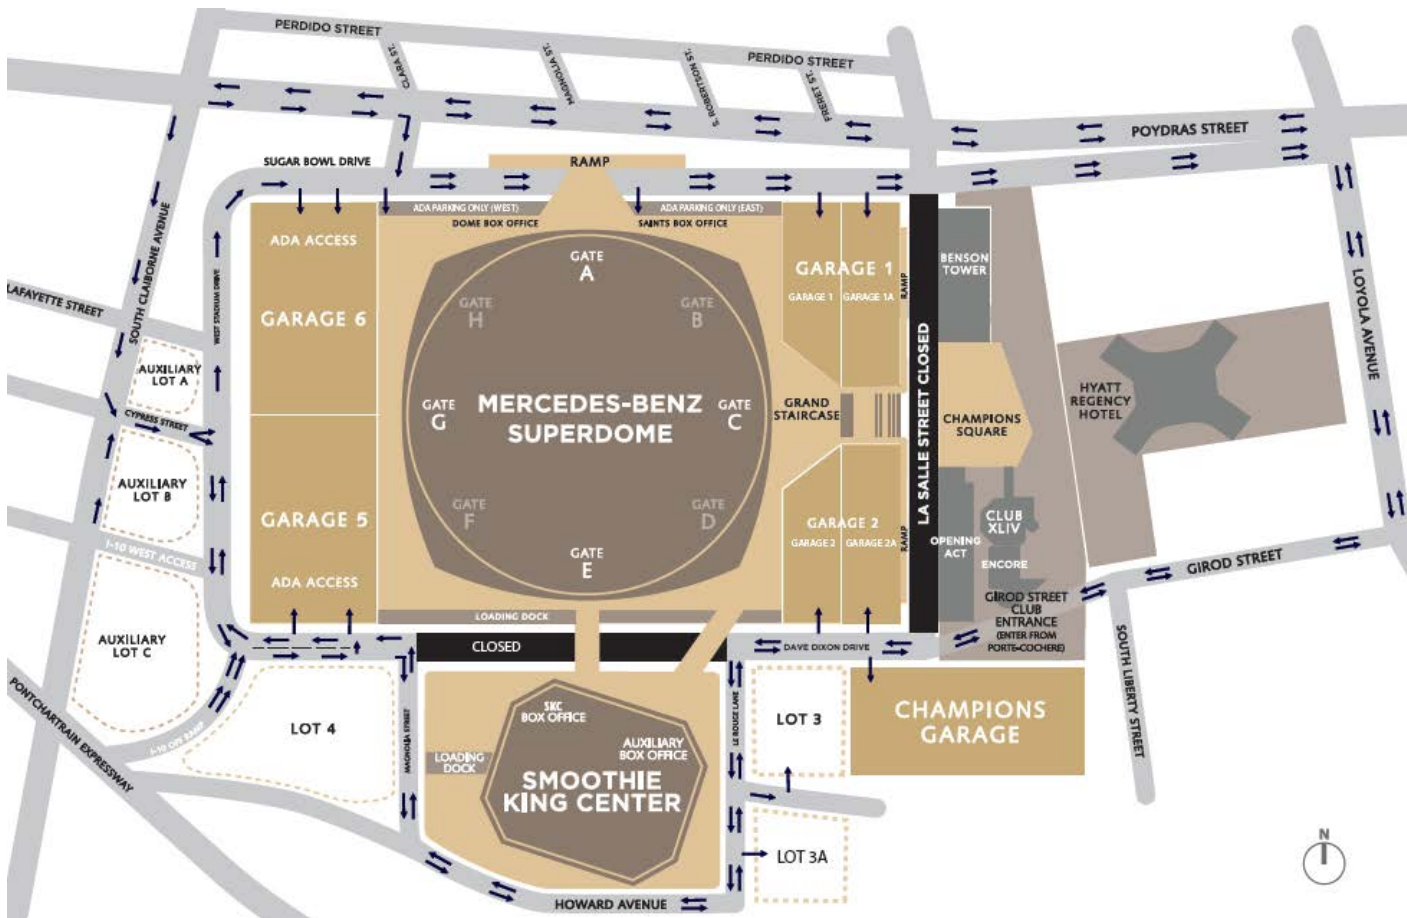 PERDIDO STREET
PERDIDO STREET
CLARA ST.
MAGNOLIA ST.
S. ROBERTSON ST.
FRERET ST.
POYDRAS STREET
SUGAR BOWL DRIVE
RAMP
ADA PARKING ONLY (WEST)
ADA PARKING ONLY (EAST)
DOME BOX OFFICE
SAINTS BOX OFFICE
SOUTH CLAIBORNE AVENUE
WEST STADIUM DRIVE
LAFAYETTE STREET
ADA ACCESS
GARAGE 6
GATE
A
GATE
H
GATE
B
GARAGE 1
GARAGE 1
GARAGE 1A
RAMP
BENSON
TOWER
LOYOLA AVENUE
AUXILIARY
LOT A
CYPRESS STREET
GATE
G
MERCEDES-BENZ
SUPERDOME
GATE
C
GRAND
STAIRCASE
LA SALLE STREET CLOSED
CHAMPIONS
SQUARE
HYATT
REGENCY
HOTEL
AUXILIARY
LOT B
GARAGE 5
ADA ACCESS
GATE
F
GATE
D
GATE
E
GARAGE 2
GARAGE 2
GARAGE 2A
RAMP
OPENING
ACT
CLUB
XLIV
ENCORE
I-10 WEST ACCESS
GIROD STREET
GIROD STREET
CLUB
ENTRANCE
(ENTER FROM
PORTE-COCHERE)
LOADING DOCK
AUXILIARY
LOT C
CLOSED
DAVE DIXON DRIVE
SOUTH LIBERTY STREET
PONTCHARTRAIN EXPRESSWAY
I-10 OFF RAMP
LOT 4
MAGNOLIA STREET
SKC
BOX OFFICE
AUXILIARY
BOX OFFICE
LOADING
DOCK
SMOOTHIE
KING CENTER
LE ROUGE LANE
LOT 3
CHAMPIONS
GARAGE
LOT 3A
HOWARD AVENUE
N